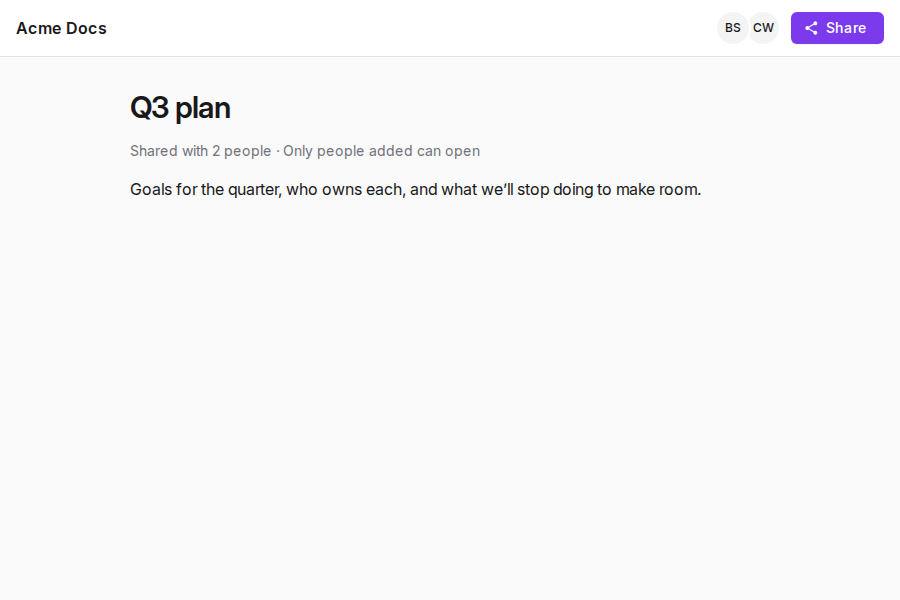 Acme Docs
BS CW Share
Q3 plan
Shared with 2 people · Only people added can open
Goals for the quarter, who owns each, and what we’ll stop doing to make room.